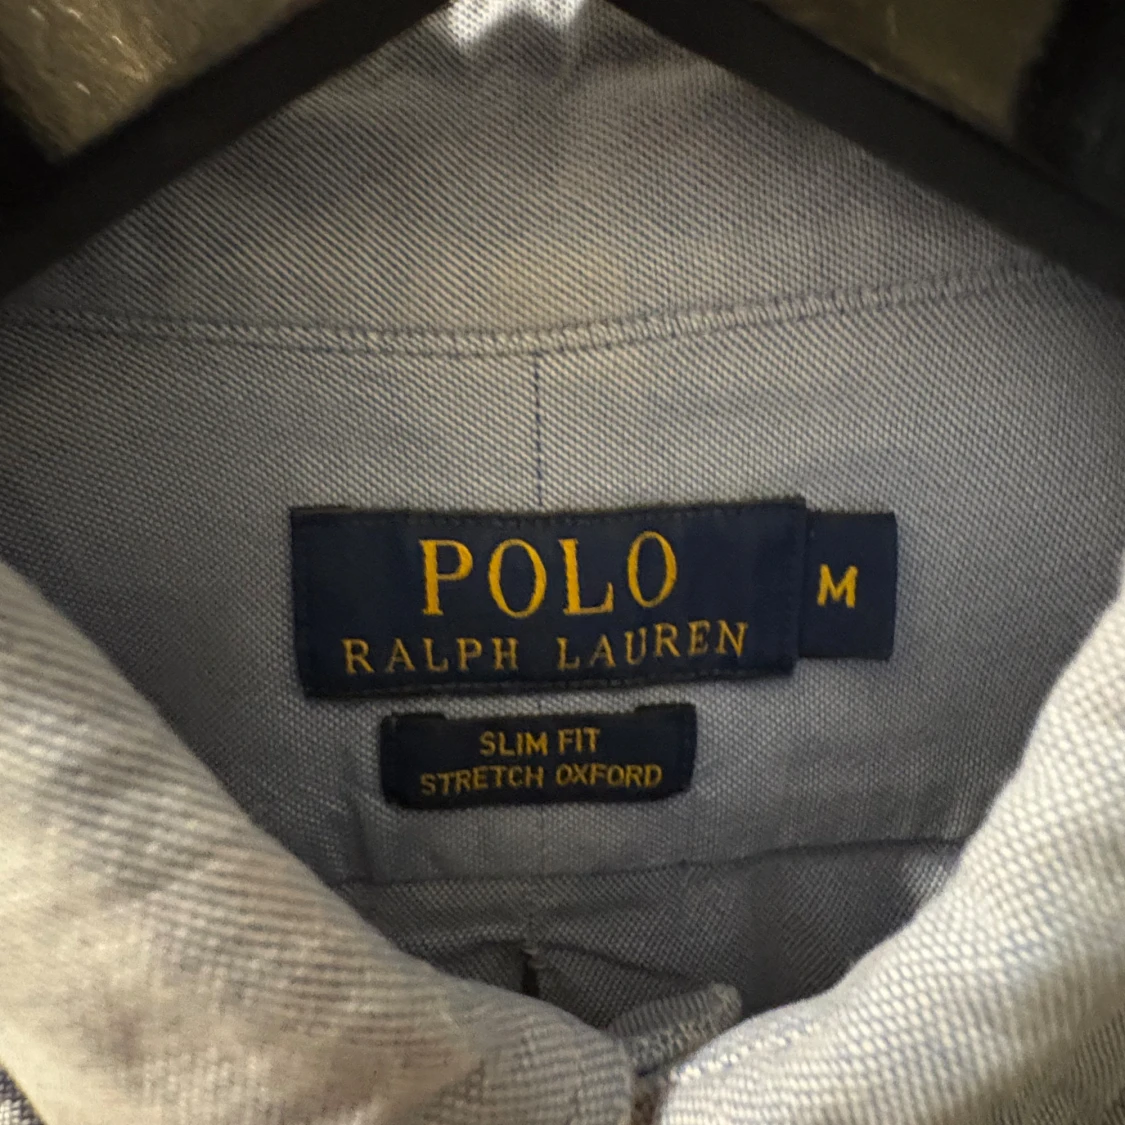 POLO
RALPH LAUREN
M
SLIM FIT
STRETCH OXFORD